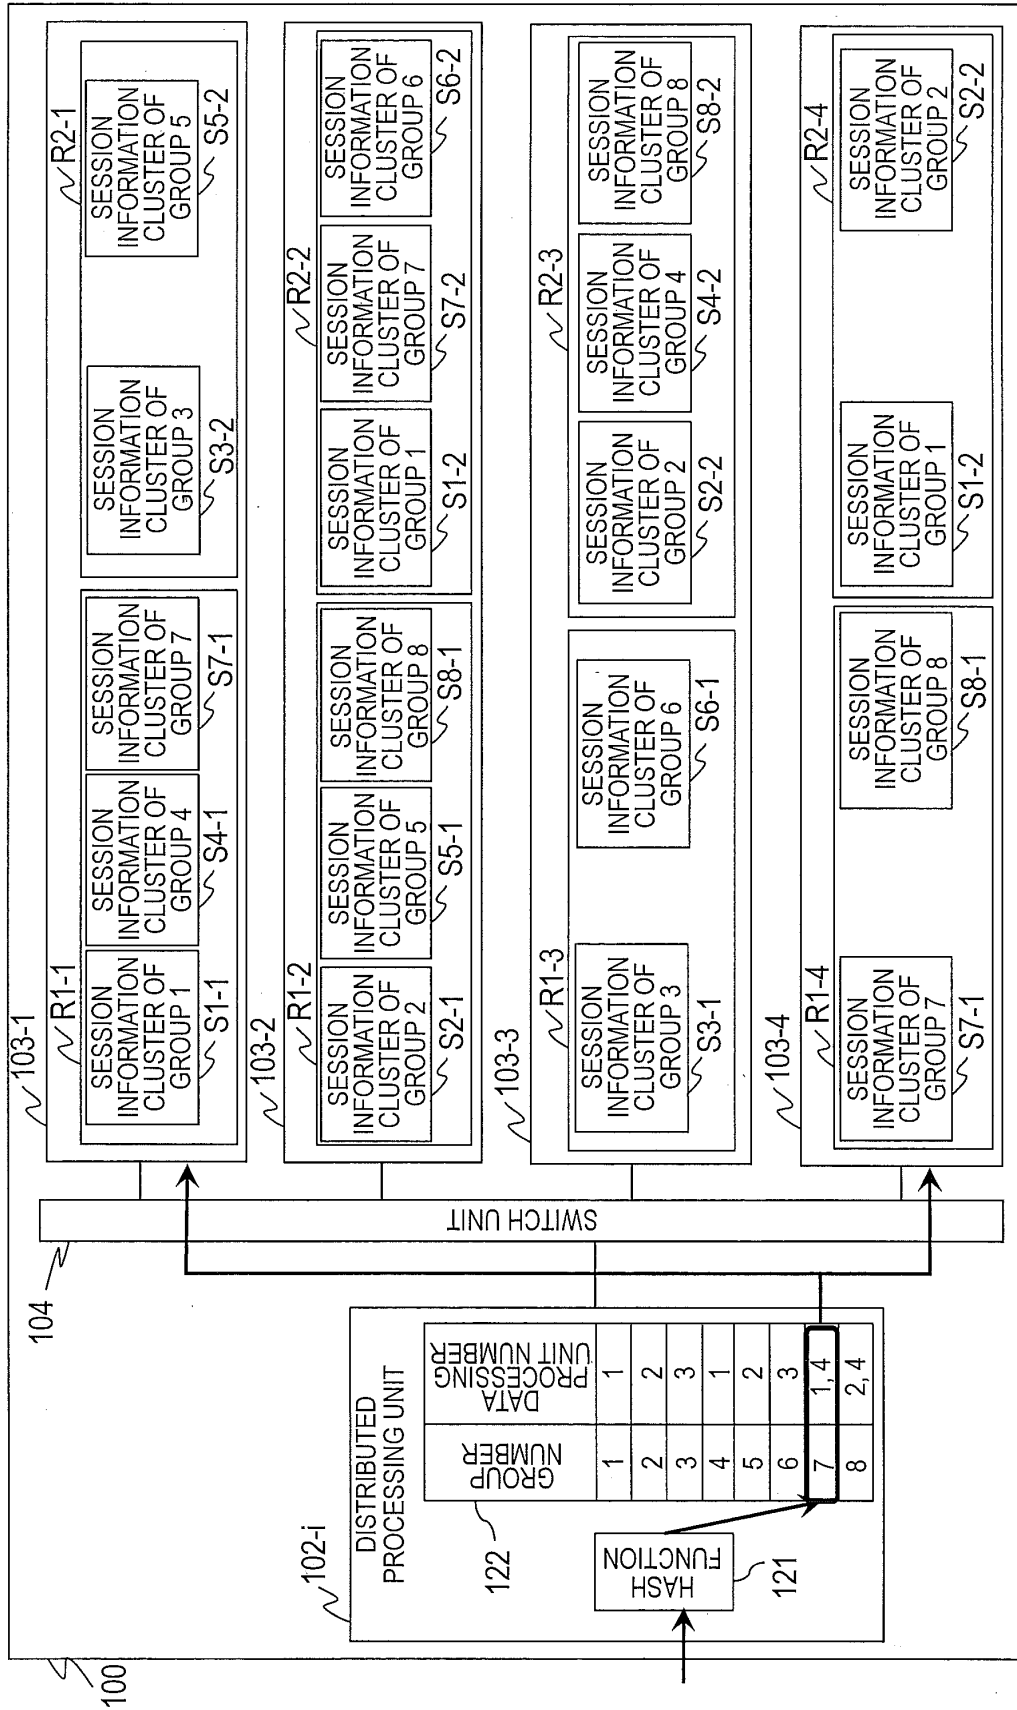 100
102-i
DISTRIBUTED
PROCESSING UNIT
122
GROUP
NUMBER
DATA
PROCESSING
UNIT NUMBER
1 1
2 2
3 3
4 1
5 2
6 3
7 1, 4
8 2, 4
HASH
FUNCTION
121
104
SWITCH UNIT
103-1
R1-1
SESSION
INFORMATION
CLUSTER OF
GROUP 1
S1-1
SESSION
INFORMATION
CLUSTER OF
GROUP 4
S4-1
SESSION
INFORMATION
CLUSTER OF
GROUP 7
S7-1
R2-1
SESSION
INFORMATION
CLUSTER OF
GROUP 3
S3-2
SESSION
INFORMATION
CLUSTER OF
GROUP 5
S5-2
103-2
R1-2
SESSION
INFORMATION
CLUSTER OF
GROUP 2
S2-1
SESSION
INFORMATION
CLUSTER OF
GROUP 5
S5-1
SESSION
INFORMATION
CLUSTER OF
GROUP 8
S8-1
R2-2
SESSION
INFORMATION
CLUSTER OF
GROUP 1
S1-2
SESSION
INFORMATION
CLUSTER OF
GROUP 7
S7-2
SESSION
INFORMATION
CLUSTER OF
GROUP 6
S6-2
103-3
R1-3
SESSION
INFORMATION
CLUSTER OF
GROUP 3
S3-1
SESSION
INFORMATION
CLUSTER OF
GROUP 6
S6-1
R2-3
SESSION
INFORMATION
CLUSTER OF
GROUP 2
S2-2
SESSION
INFORMATION
CLUSTER OF
GROUP 4
S4-2
SESSION
INFORMATION
CLUSTER OF
GROUP 8
S8-2
103-4
R1-4
SESSION
INFORMATION
CLUSTER OF
GROUP 7
S7-1
SESSION
INFORMATION
CLUSTER OF
GROUP 8
S8-1
R2-4
SESSION
INFORMATION
CLUSTER OF
GROUP 1
S1-2
SESSION
INFORMATION
CLUSTER OF
GROUP 2
S2-2